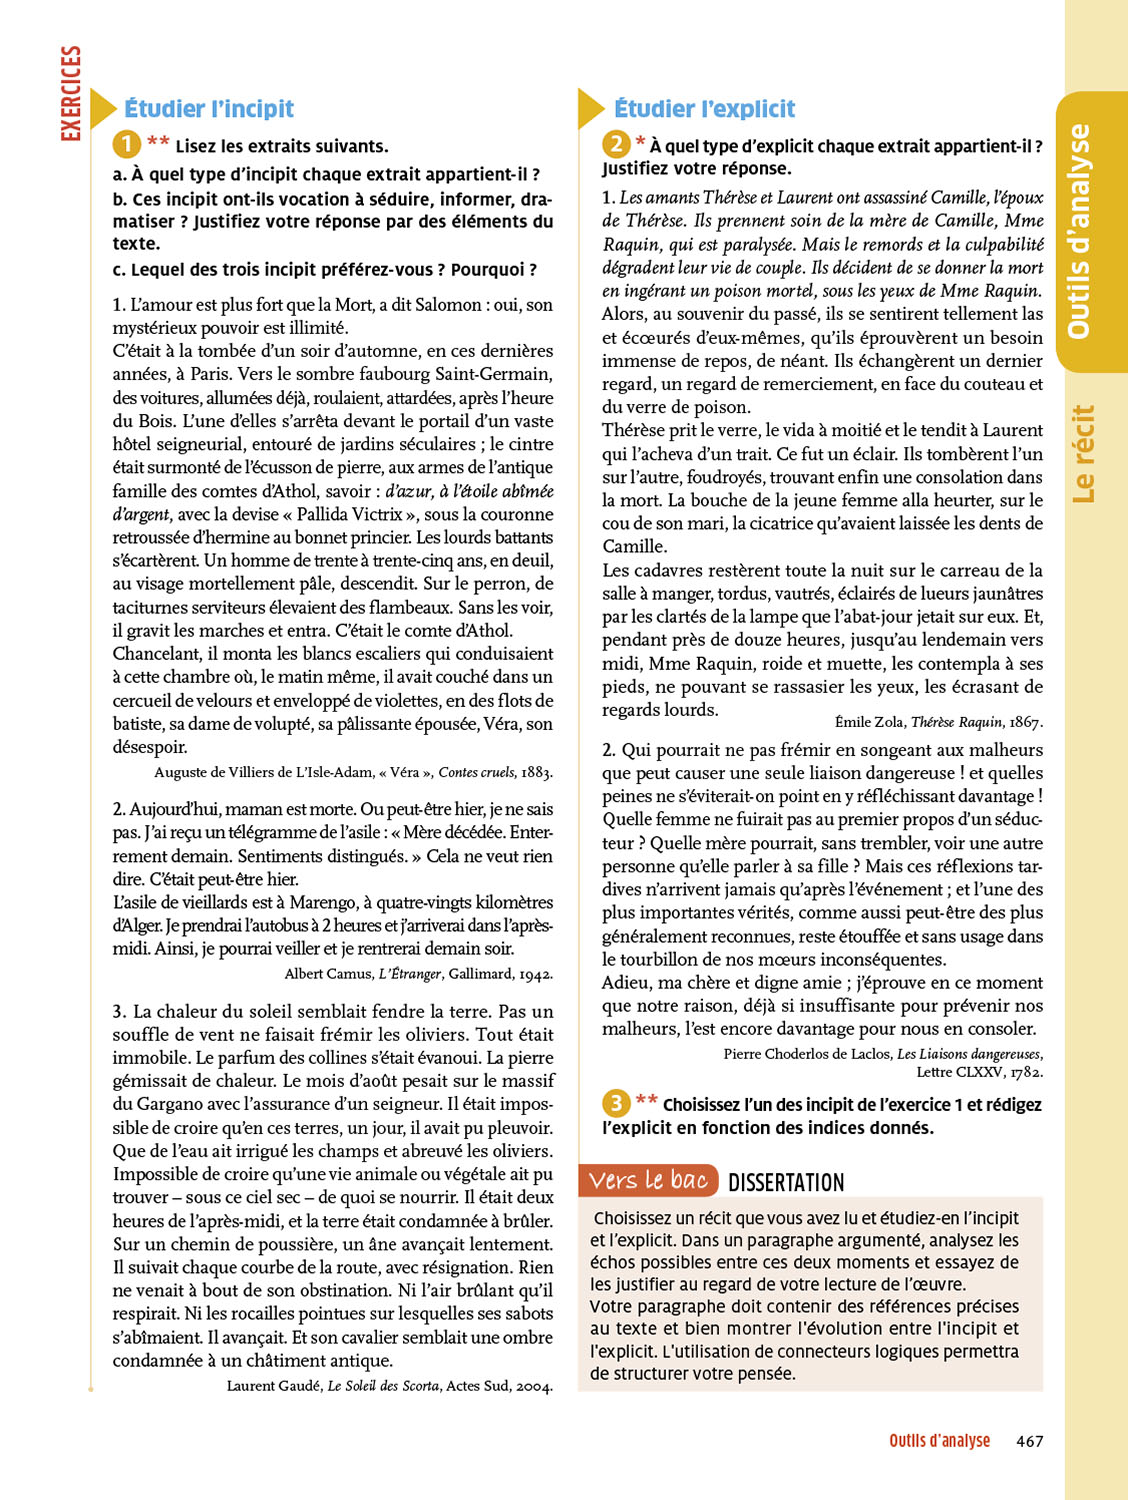 EXERCICES
Étudier l'incipit
1 ** Lisez les extraits suivants.
a. À quel type d'incipit chaque extrait appartient-il ?
b. Ces incipit ont-ils vocation à séduire, informer, dra-
matiser ? Justifiez votre réponse par des éléments du
texte.
c. Lequel des trois incipit préférez-vous ? Pourquoi ?
1. L'amour est plus fort que la Mort, a dit Salomon : oui, son
mystérieux pouvoir est illimité.
C'était à la tombée d'un soir d'automne, en ces dernières
années, à Paris. Vers le sombre faubourg Saint-Germain,
des voitures, allumées déjà, roulaient, attardées, après l'heure
du Bois. L'une d'elles s'arrêta devant le portail d'un vaste
hôtel seigneurial, entouré de jardins séculaires ; le cintre
était surmonté de l'écusson de pierre, aux armes de l'antique
famille des comtes d'Athol, savoir : d'azur, à l'étoile abîmée
d'argent, avec la devise « Pallida Victrix », sous la couronne
retroussée d'hermine au bonnet princier. Les lourds battants
s'écartèrent. Un homme de trente à trente-cinq ans, en deuil,
au visage mortellement pâle, descendit. Sur le perron, de
taciturnes serviteurs élevaient des flambeaux. Sans les voir,
il gravit les marches et entra. C'était le comte d'Athol.
Chancelant, il monta les blancs escaliers qui conduisaient
à cette chambre où, le matin même, il avait couché dans un
cercueil de velours et enveloppé de violettes, en des flots de
batiste, sa dame de volupté, sa pâlissante épousée, Véra, son
désespoir.
Auguste de Villiers de L'Isle-Adam, « Véra », Contes cruels, 1883.
2. Aujourd'hui, maman est morte. Ou peut-être hier, je ne sais
pas. J'ai reçu un télégramme de l'asile : « Mère décédée. Enter-
rement demain. Sentiments distingués. » Cela ne veut rien
dire. C'était peut-être hier.
L'asile de vieillards est à Marengo, à quatre-vingts kilomètres
d'Alger. Je prendrai l'autobus à 2 heures et j'arriverai dans l'après-
midi. Ainsi, je pourrai veiller et je rentrerai demain soir.
Albert Camus, L'Étranger, Gallimard, 1942.
3. La chaleur du soleil semblait fendre la terre. Pas un
souffle de vent ne faisait frémir les oliviers. Tout était
immobile. Le parfum des collines s'était évanoui. La pierre
gémissait de chaleur. Le mois d'août pesait sur le massif
du Gargano avec l'assurance d'un seigneur. Il était impos-
sible de croire qu'en ces terres, un jour, il avait pu pleuvoir.
Que de l'eau ait irrigué les champs et abreuvé les oliviers.
Impossible de croire qu'une vie animale ou végétale ait pu
trouver – sous ce ciel sec – de quoi se nourrir. Il était deux
heures de l'après-midi, et la terre était condamnée à brûler.
Sur un chemin de poussière, un âne avançait lentement.
Il suivait chaque courbe de la route, avec résignation. Rien
ne venait à bout de son obstination. Ni l'air brûlant qu'il
respirait. Ni les rocailles pointues sur lesquelles ses sabots
s'abîmaient. Il avançait. Et son cavalier semblait une ombre
condamnée à un châtiment antique.
Laurent Gaudé, Le Soleil des Scorta, Actes Sud, 2004.
Étudier l'explicit
2 * À quel type d'explicit chaque extrait appartient-il ?
Justifiez votre réponse.
1. Les amants Thérèse et Laurent ont assassiné Camille, l'époux
de Thérèse. Ils prennent soin de la mère de Camille, Mme
Raquin, qui est paralysée. Mais le remords et la culpabilité
dégradent leur vie de couple. Ils décident de se donner la mort
en ingérant un poison mortel, sous les yeux de Mme Raquin.
Alors, au souvenir du passé, ils se sentirent tellement las
et écœurés d'eux-mêmes, qu'ils éprouvèrent un besoin
immense de repos, de néant. Ils échangèrent un dernier
regard, un regard de remerciement, en face du couteau et
du verre de poison.
Thérèse prit le verre, le vida à moitié et le tendit à Laurent
qui l'acheva d'un trait. Ce fut un éclair. Ils tombèrent l'un
sur l'autre, foudroyés, trouvant enfin une consolation dans
la mort. La bouche de la jeune femme alla heurter, sur le
cou de son mari, la cicatrice qu'avaient laissée les dents de
Camille.
Les cadavres restèrent toute la nuit sur le carreau de la
salle à manger, tordus, vautrés, éclairés de lueurs jaunâtres
par les clartés de la lampe que l'abat-jour jetait sur eux. Et,
pendant près de douze heures, jusqu'au lendemain vers
midi, Mme Raquin, roide et muette, les contempla à ses
pieds, ne pouvant se rassasier les yeux, les écrasant de
regards lourds.
Émile Zola, Thérèse Raquin, 1867.
2. Qui pourrait ne pas frémir en songeant aux malheurs
que peut causer une seule liaison dangereuse ! et quelles
peines ne s'éviterait-on point en y réfléchissant davantage !
Quelle femme ne fuirait pas au premier propos d'un séduc-
teur ? Quelle mère pourrait, sans trembler, voir une autre
personne qu'elle parler à sa fille ? Mais ces réflexions tar-
dives n'arrivent jamais qu'après l'événement ; et l'une des
plus importantes vérités, comme aussi peut-être des plus
généralement reconnues, reste étouffée et sans usage dans
le tourbillon de nos mœurs inconséquentes.
Adieu, ma chère et digne amie ; j'éprouve en ce moment
que notre raison, déjà si insuffisante pour prévenir nos
malheurs, l'est encore davantage pour nous en consoler.
Pierre Choderlos de Laclos, Les Liaisons dangereuses,
Lettre CLXXV, 1782.
3 ** Choisissez l'un des incipit de l'exercice 1 et rédigez
l'explicit en fonction des indices donnés.
Vers le bac DISSERTATION
Choisissez un récit que vous avez lu et étudiez-en l'incipit
et l'explicit. Dans un paragraphe argumenté, analysez les
échos possibles entre ces deux moments et essayez de
les justifier au regard de votre lecture de l'œuvre.
Votre paragraphe doit contenir des références précises
au texte et bien montrer l'évolution entre l'incipit et
l'explicit. L'utilisation de connecteurs logiques permettra
de structurer votre pensée.
Outils d'analyse
Le récit
Outils d'analyse 467